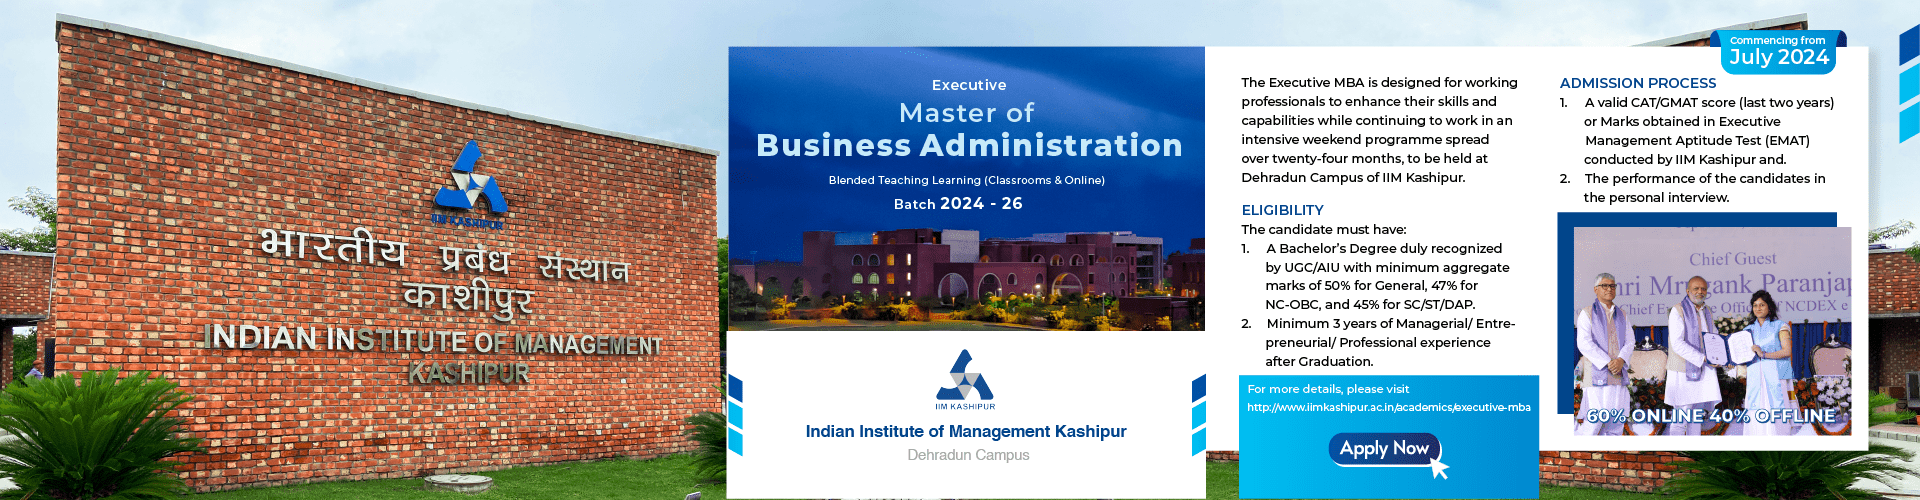 IIM KASHIPUR
भारतीय प्रबंध संस्थान
काशीपुर
INDIAN INSTITUTE OF MANAGEMENT
KASHIPUR
Executive
Master of
Business Administration
Blended Teaching Learning (Classrooms & Online)
Batch 2024 - 26
IIM KASHIPUR
Indian Institute of Management Kashipur
Dehradun Campus
The Executive MBA is designed for working
professionals to enhance their skills and
capabilities while continuing to work in an
intensive weekend programme spread
over twenty-four months, to be held at
Dehradun Campus of IIM Kashipur.
ELIGIBILITY
The candidate must have:
1. A Bachelor's Degree duly recognized
by UGC/AIU with minimum aggregate
marks of 50% for General, 47% for
NC-OBC, and 45% for SC/ST/DAP.
2. Minimum 3 years of Managerial/ Entre-
preneurial/ Professional experience
after Graduation.
For more details, please visit
http://www.iimkashipur.ac.in/academics/executive-mba
Apply Now
Commencing from
July 2024
ADMISSION PROCESS
1. A valid CAT/GMAT score (last two years)
or Marks obtained in Executive
Management Aptitude Test (EMAT)
conducted by IIM Kashipur and.
2. The performance of the candidates in
the personal interview.
Chief Guest
Paranjap
Chief Officer NCDEX e
60% ONLINE 40% OFFLINE